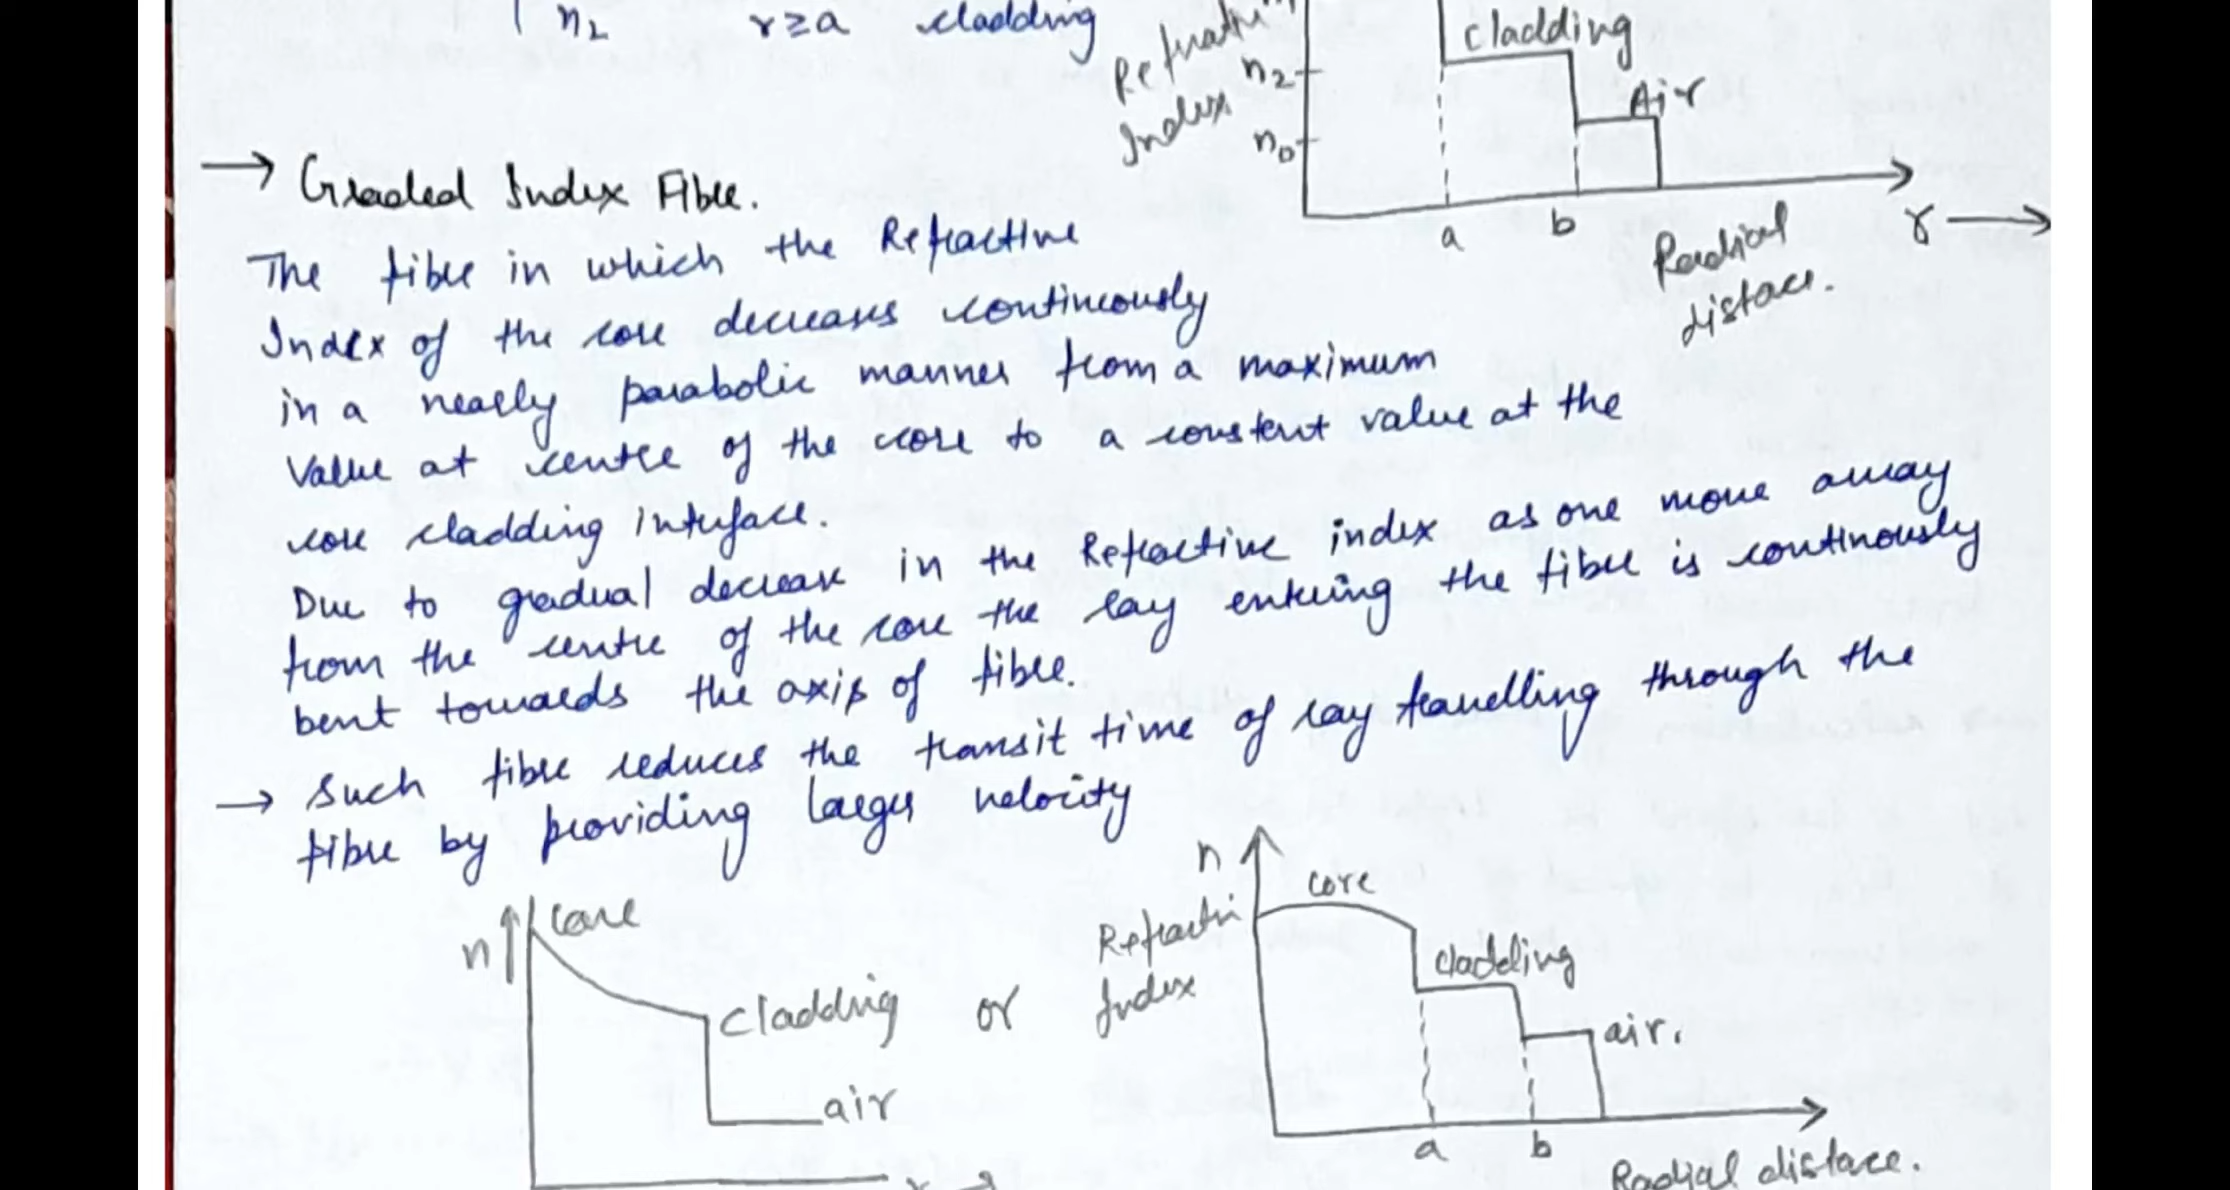 n2 r≥a cladding
cladding
Refractive
Index
n2
n0
Air
a b
Radial
distace.
r
→ Graded Index Fibre.
The fibre in which the Refractive
Index of the core decreases continuously
in a nearly parabolic manner from a maximum
Value at centre of the core to a constent value at the
core cladding interface.
Due to gradual decrease in the Refractive index as one move away
from the centre of the core the ray entering the fibre is continously
bent towards the axis of fibre.
→ Such fibre reduces the transit time of ray travelling through the
fibre by providing larger velocity
n
core
cladding
air
or
n
Refracti
Index
core
cladding
air.
a b
Radial distace.